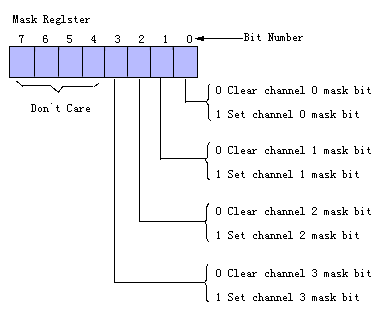 Mask Reglster
7 6 5 4 3 2 1 0 Bit Number
0 Clear channel 0 mask bit
Don't Care
1 Set channel 0 mask bit
0 Clear channel 1 mask bit
1 Set channel 1 mask bit
0 Clear channel 2 mask bit
1 Set channel 2 mask bit
0 Clear channel 3 mask bit
1 Set channel 3 mask bit